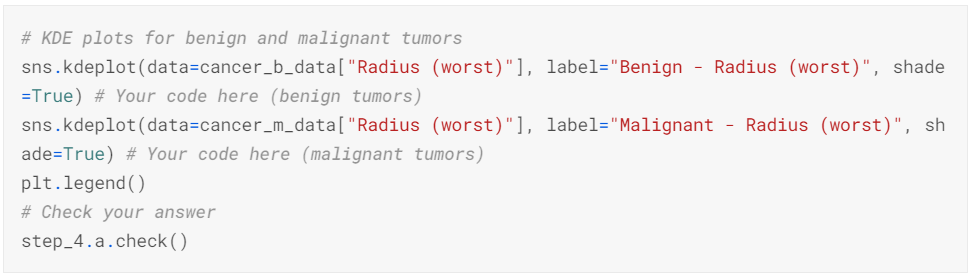 # KDE plots for benign and malignant tumors
sns.kdeplot(data=cancer_b_data["Radius (worst)"], label="Benign - Radius (worst)", shade
=True) # Your code here (benign tumors)
sns.kdeplot(data=cancer_m_data["Radius (worst)"], label="Malignant - Radius (worst)", sh
ade=True) # Your code here (malignant tumors)
plt.legend()
# Check your answer
step_4.a.check()